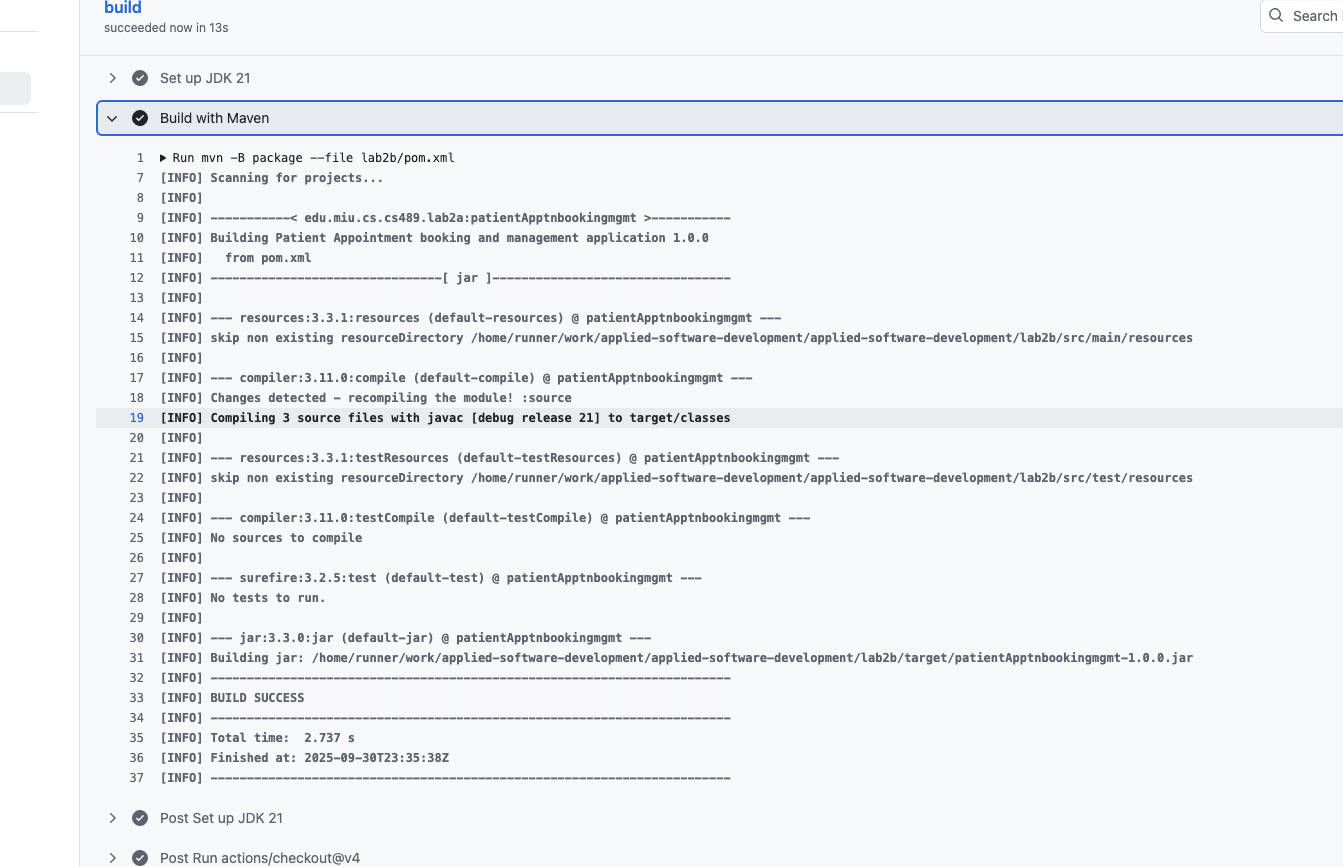 build
succeeded now in 13s
Search
Set up JDK 21
Build with Maven
1 Run mvn -B package --file lab2b/pom.xml
7 [INFO] Scanning for projects...
8 [INFO]
9 [INFO] -----------< edu.miu.cs.cs489.lab2a:patientApptnbookingmgmt >-----------
10 [INFO] Building Patient Appointment booking and management application 1.0.0
11 [INFO]   from pom.xml
12 [INFO] --------------------------------[ jar ]---------------------------------
13 [INFO]
14 [INFO] --- resources:3.3.1:resources (default-resources) @ patientApptnbookingmgmt ---
15 [INFO] skip non existing resourceDirectory /home/runner/work/applied-software-development/applied-software-development/lab2b/src/main/resources
16 [INFO]
17 [INFO] --- compiler:3.11.0:compile (default-compile) @ patientApptnbookingmgmt ---
18 [INFO] Changes detected - recompiling the module! :source
19 [INFO] Compiling 3 source files with javac [debug release 21] to target/classes
20 [INFO]
21 [INFO] --- resources:3.3.1:testResources (default-testResources) @ patientApptnbookingmgmt ---
22 [INFO] skip non existing resourceDirectory /home/runner/work/applied-software-development/applied-software-development/lab2b/src/test/resources
23 [INFO]
24 [INFO] --- compiler:3.11.0:testCompile (default-testCompile) @ patientApptnbookingmgmt ---
25 [INFO] No sources to compile
26 [INFO]
27 [INFO] --- surefire:3.2.5:test (default-test) @ patientApptnbookingmgmt ---
28 [INFO] No tests to run.
29 [INFO]
30 [INFO] --- jar:3.3.0:jar (default-jar) @ patientApptnbookingmgmt ---
31 [INFO] Building jar: /home/runner/work/applied-software-development/applied-software-development/lab2b/target/patientApptnbookingmgmt-1.0.0.jar
32 [INFO] ------------------------------------------------------------------------
33 [INFO] BUILD SUCCESS
34 [INFO] ------------------------------------------------------------------------
35 [INFO] Total time:  2.737 s
36 [INFO] Finished at: 2025-09-30T23:35:38Z
37 [INFO] ------------------------------------------------------------------------
Post Set up JDK 21
Post Run actions/checkout@v4